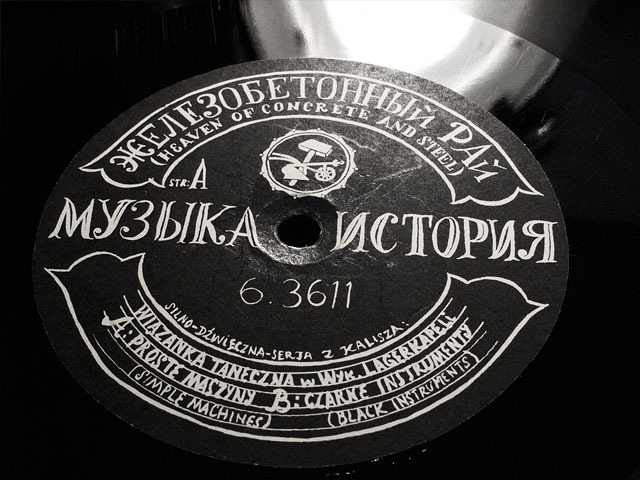 ЖЕЛЕЗОБЕТОННЫЙ РАЙ
(HEAVEN OF CONCRETE AND STEEL)
STR: A
МУЗЫКА ИСТОРИЯ
6.3611
SILNO-DŹWIĘCZNA-SERJA Z KALISZA:
WIĄZANKA TANECZNA W WYK. LAGERKAPELI
A: PROSTE MASZYNY B: CZARNE INSTRUMENTY
(SIMPLE MACHINES) (BLACK INSTRUMENTS)